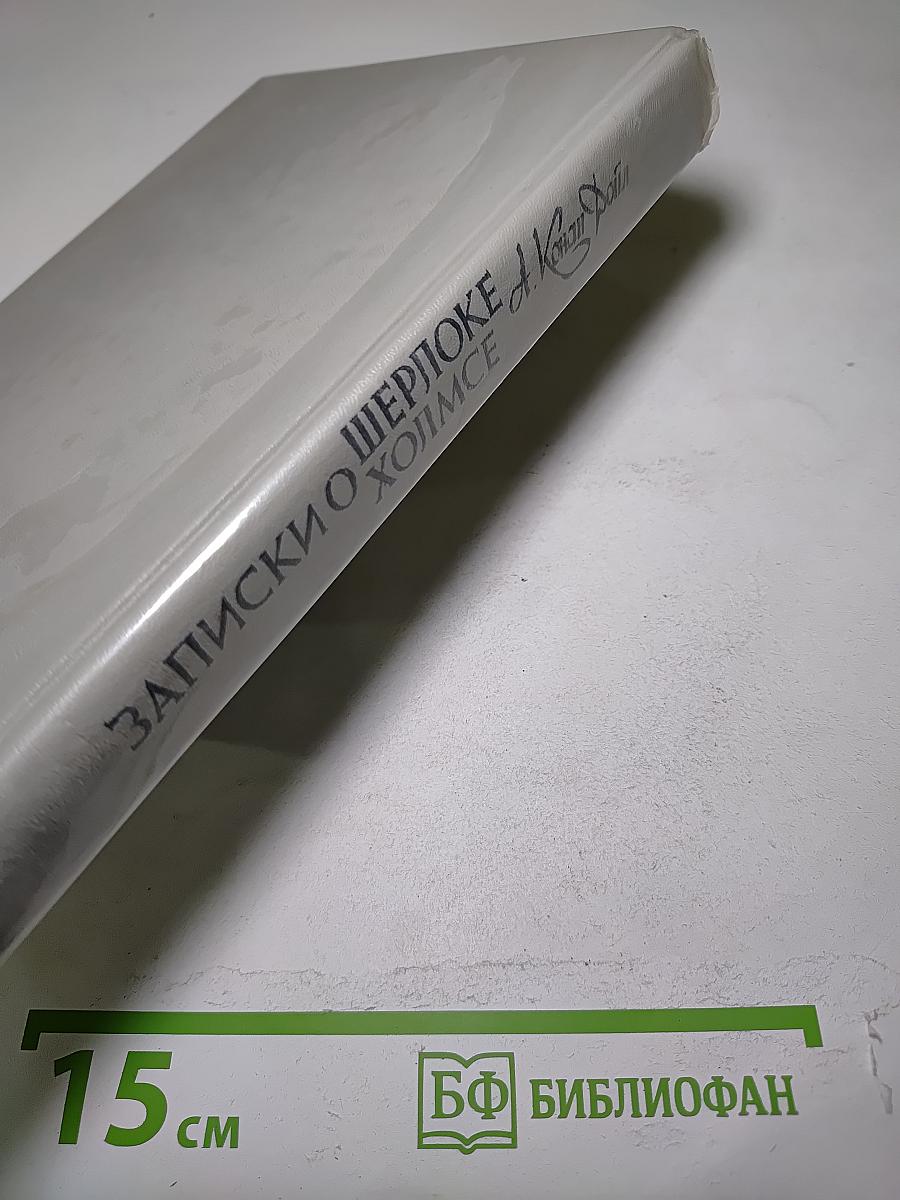 А. Конан Дойл
ЗАПИСКИ О ШЕРЛОКЕ
ХОЛМСЕ
15 см
БФ БИБЛИОФАН